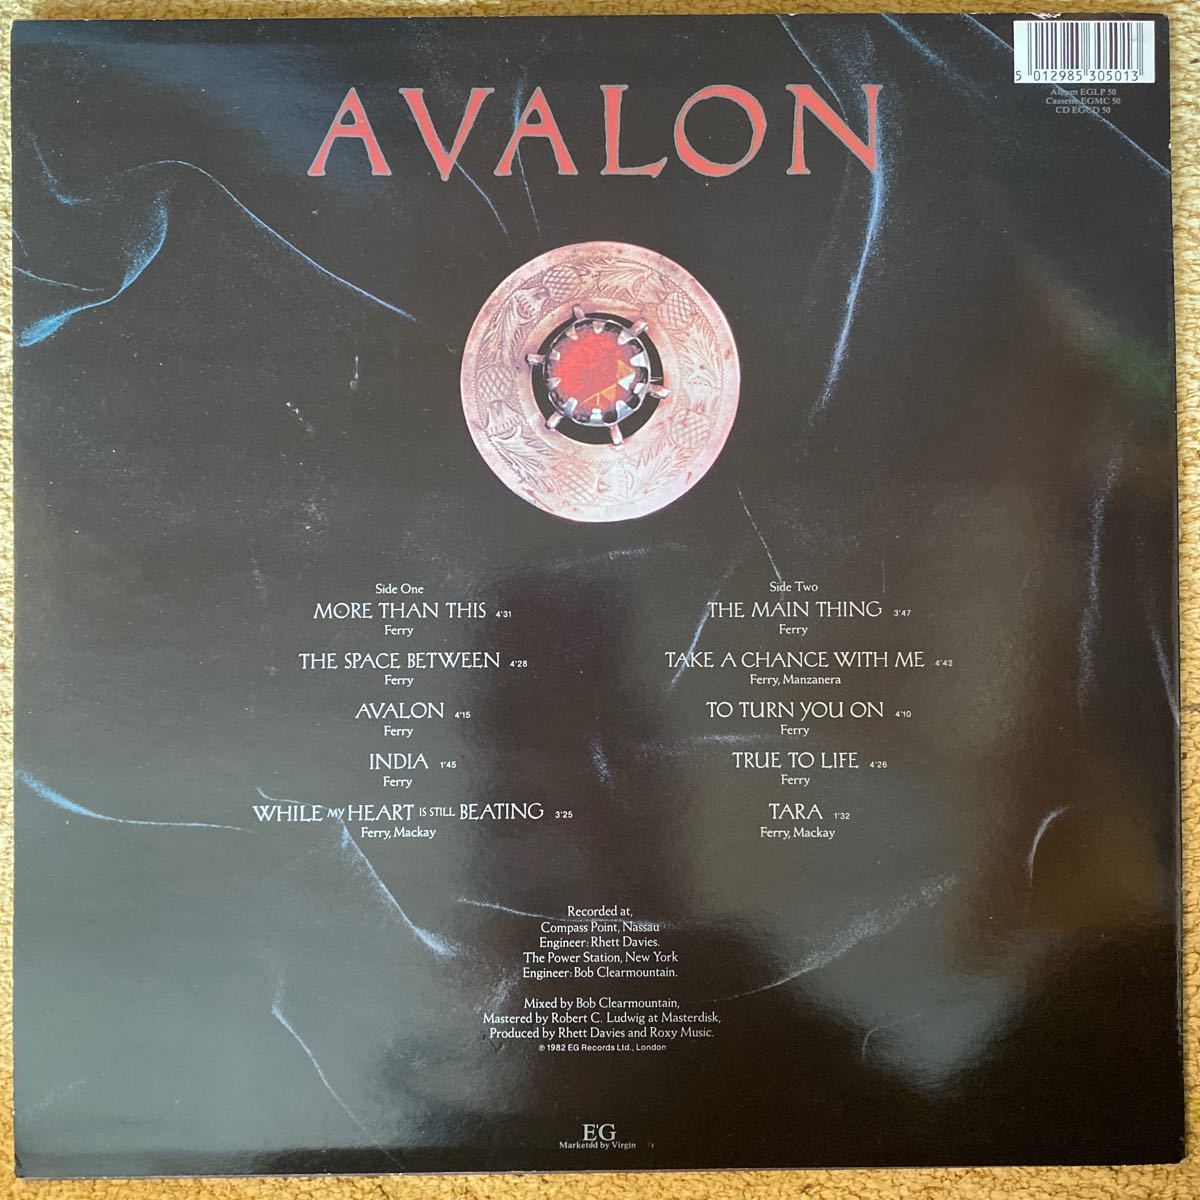 AVALON
5 012985 305013
Album EGLP 50
Cassette EGMC 50
CD EGCD 50
Side One
MORE THAN THIS 4'31
Ferry
THE SPACE BETWEEN 4'28
Ferry
AVALON 4'15
Ferry
INDIA 1'45
Ferry
WHILE MY HEART IS STILL BEATING 3'25
Ferry, Mackay
Side Two
THE MAIN THING 3'47
Ferry
TAKE A CHANCE WITH ME 4'43
Ferry, Manzanera
TO TURN YOU ON 4'10
Ferry
TRUE TO LIFE 4'26
Ferry
TARA 1'32
Ferry, Mackay
Recorded at,
Compass Point, Nassau
Engineer: Rhett Davies.
The Power Station, New York
Engineer: Bob Clearmountain.
Mixed by Bob Clearmountain,
Mastered by Robert C. Ludwig at Masterdisk,
Produced by Rhett Davies and Roxy Music.
℗ 1982 EG Records Ltd., London
E'G
Marketed by Virgin